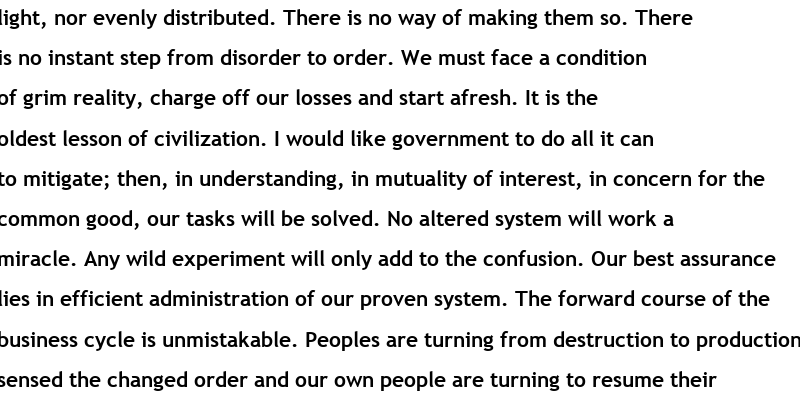 light, nor evenly distributed. There is no way of making them so. There
is no instant step from disorder to order. We must face a condition
of grim reality, charge off our losses and start afresh. It is the
oldest lesson of civilization. I would like government to do all it can
to mitigate; then, in understanding, in mutuality of interest, in concern for the
common good, our tasks will be solved. No altered system will work a
miracle. Any wild experiment will only add to the confusion. Our best assurance
lies in efficient administration of our proven system. The forward course of the
business cycle is unmistakable. Peoples are turning from destruction to production
sensed the changed order and our own people are turning to resume their